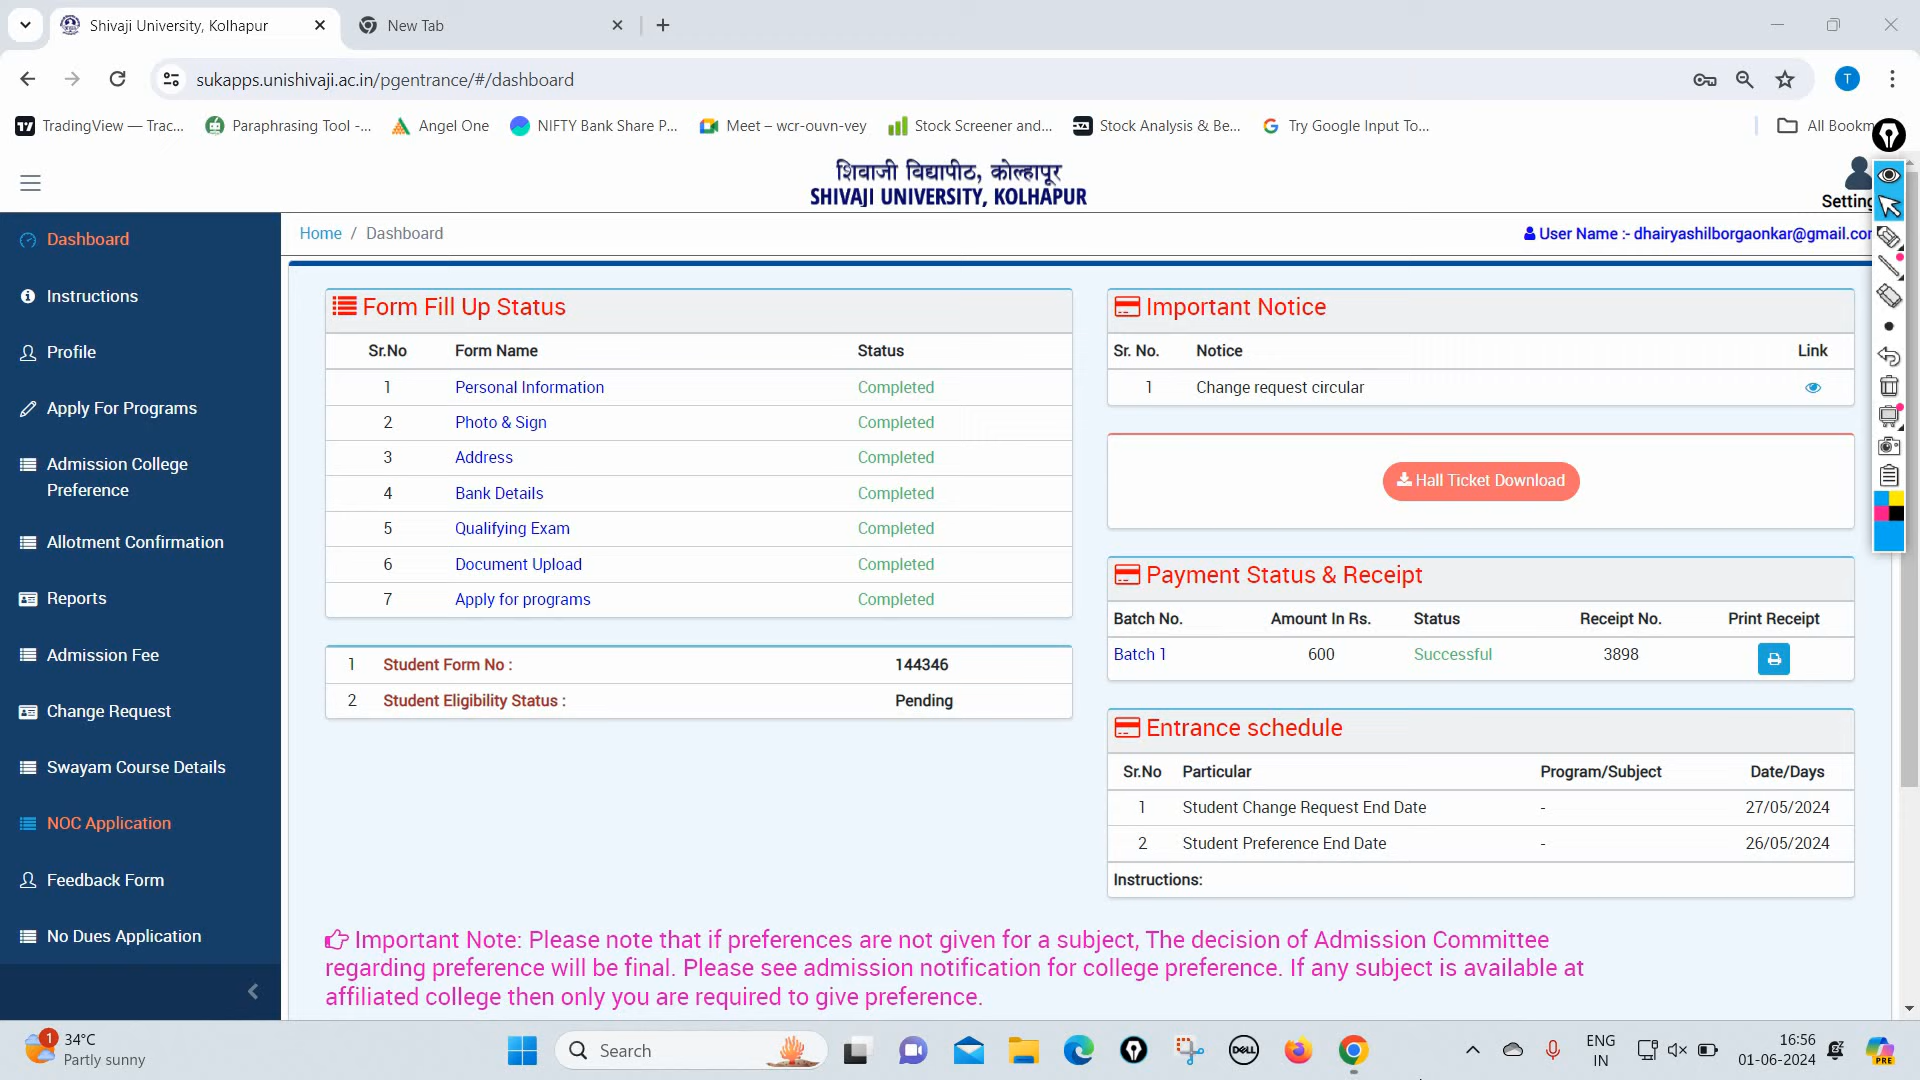 Shivaji University, Kolhapur
New Tab
sukapps.unishivaji.ac.in/pgentrance/#/dashboard
T
TradingView — Trac...
Paraphrasing Tool -...
Angel One
NIFTY Bank Share P...
Meet – wcr-ouvn-vey
Stock Screener and...
Stock Analysis & Be...
Try Google Input To...
All Bookm
शिवाजी विद्यापीठ, कोल्हापूर
SHIVAJI UNIVERSITY, KOLHAPUR
Setting
Dashboard
Instructions
Profile
Apply For Programs
Admission College
Preference
Allotment Confirmation
Reports
Admission Fee
Change Request
Swayam Course Details
NOC Application
Feedback Form
No Dues Application
Home / Dashboard
User Name :- dhairyashilborgaonkar@gmail.com
Form Fill Up Status
Sr.No Form Name Status
1 Personal Information Completed
2 Photo & Sign Completed
3 Address Completed
4 Bank Details Completed
5 Qualifying Exam Completed
6 Document Upload Completed
7 Apply for programs Completed
1 Student Form No : 144346
2 Student Eligibility Status : Pending
Important Notice
Sr. No. Notice Link
1 Change request circular
Hall Ticket Download
Payment Status & Receipt
Batch No. Amount In Rs. Status Receipt No. Print Receipt
Batch 1 600 Successful 3898
Entrance schedule
Sr.No Particular Program/Subject Date/Days
1 Student Change Request End Date - 27/05/2024
2 Student Preference End Date - 26/05/2024
Instructions:
Important Note: Please note that if preferences are not given for a subject, The decision of Admission Committee
regarding preference will be final. Please see admission notification for college preference. If any subject is available at
affiliated college then only you are required to give preference.
1
34°C
Partly sunny
Search
DELL
ENG
IN
16:56
01-06-2024
PRE